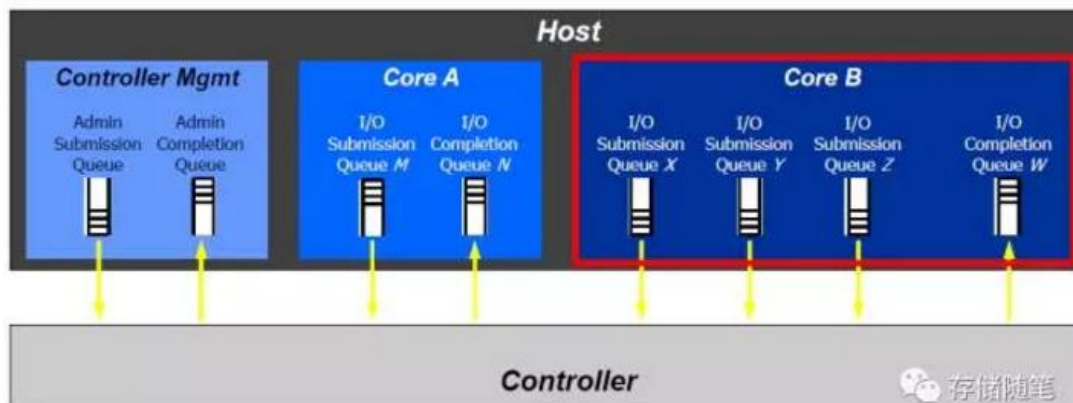 Host
Controller Mgmt
Admin
Submission
Queue
Admin
Completion
Queue
Core A
I/O
Submission
Queue M
I/O
Completion
Queue N
Core B
I/O
Submission
Queue X
I/O
Submission
Queue Y
I/O
Submission
Queue Z
I/O
Completion
Queue W
Controller
存储随笔